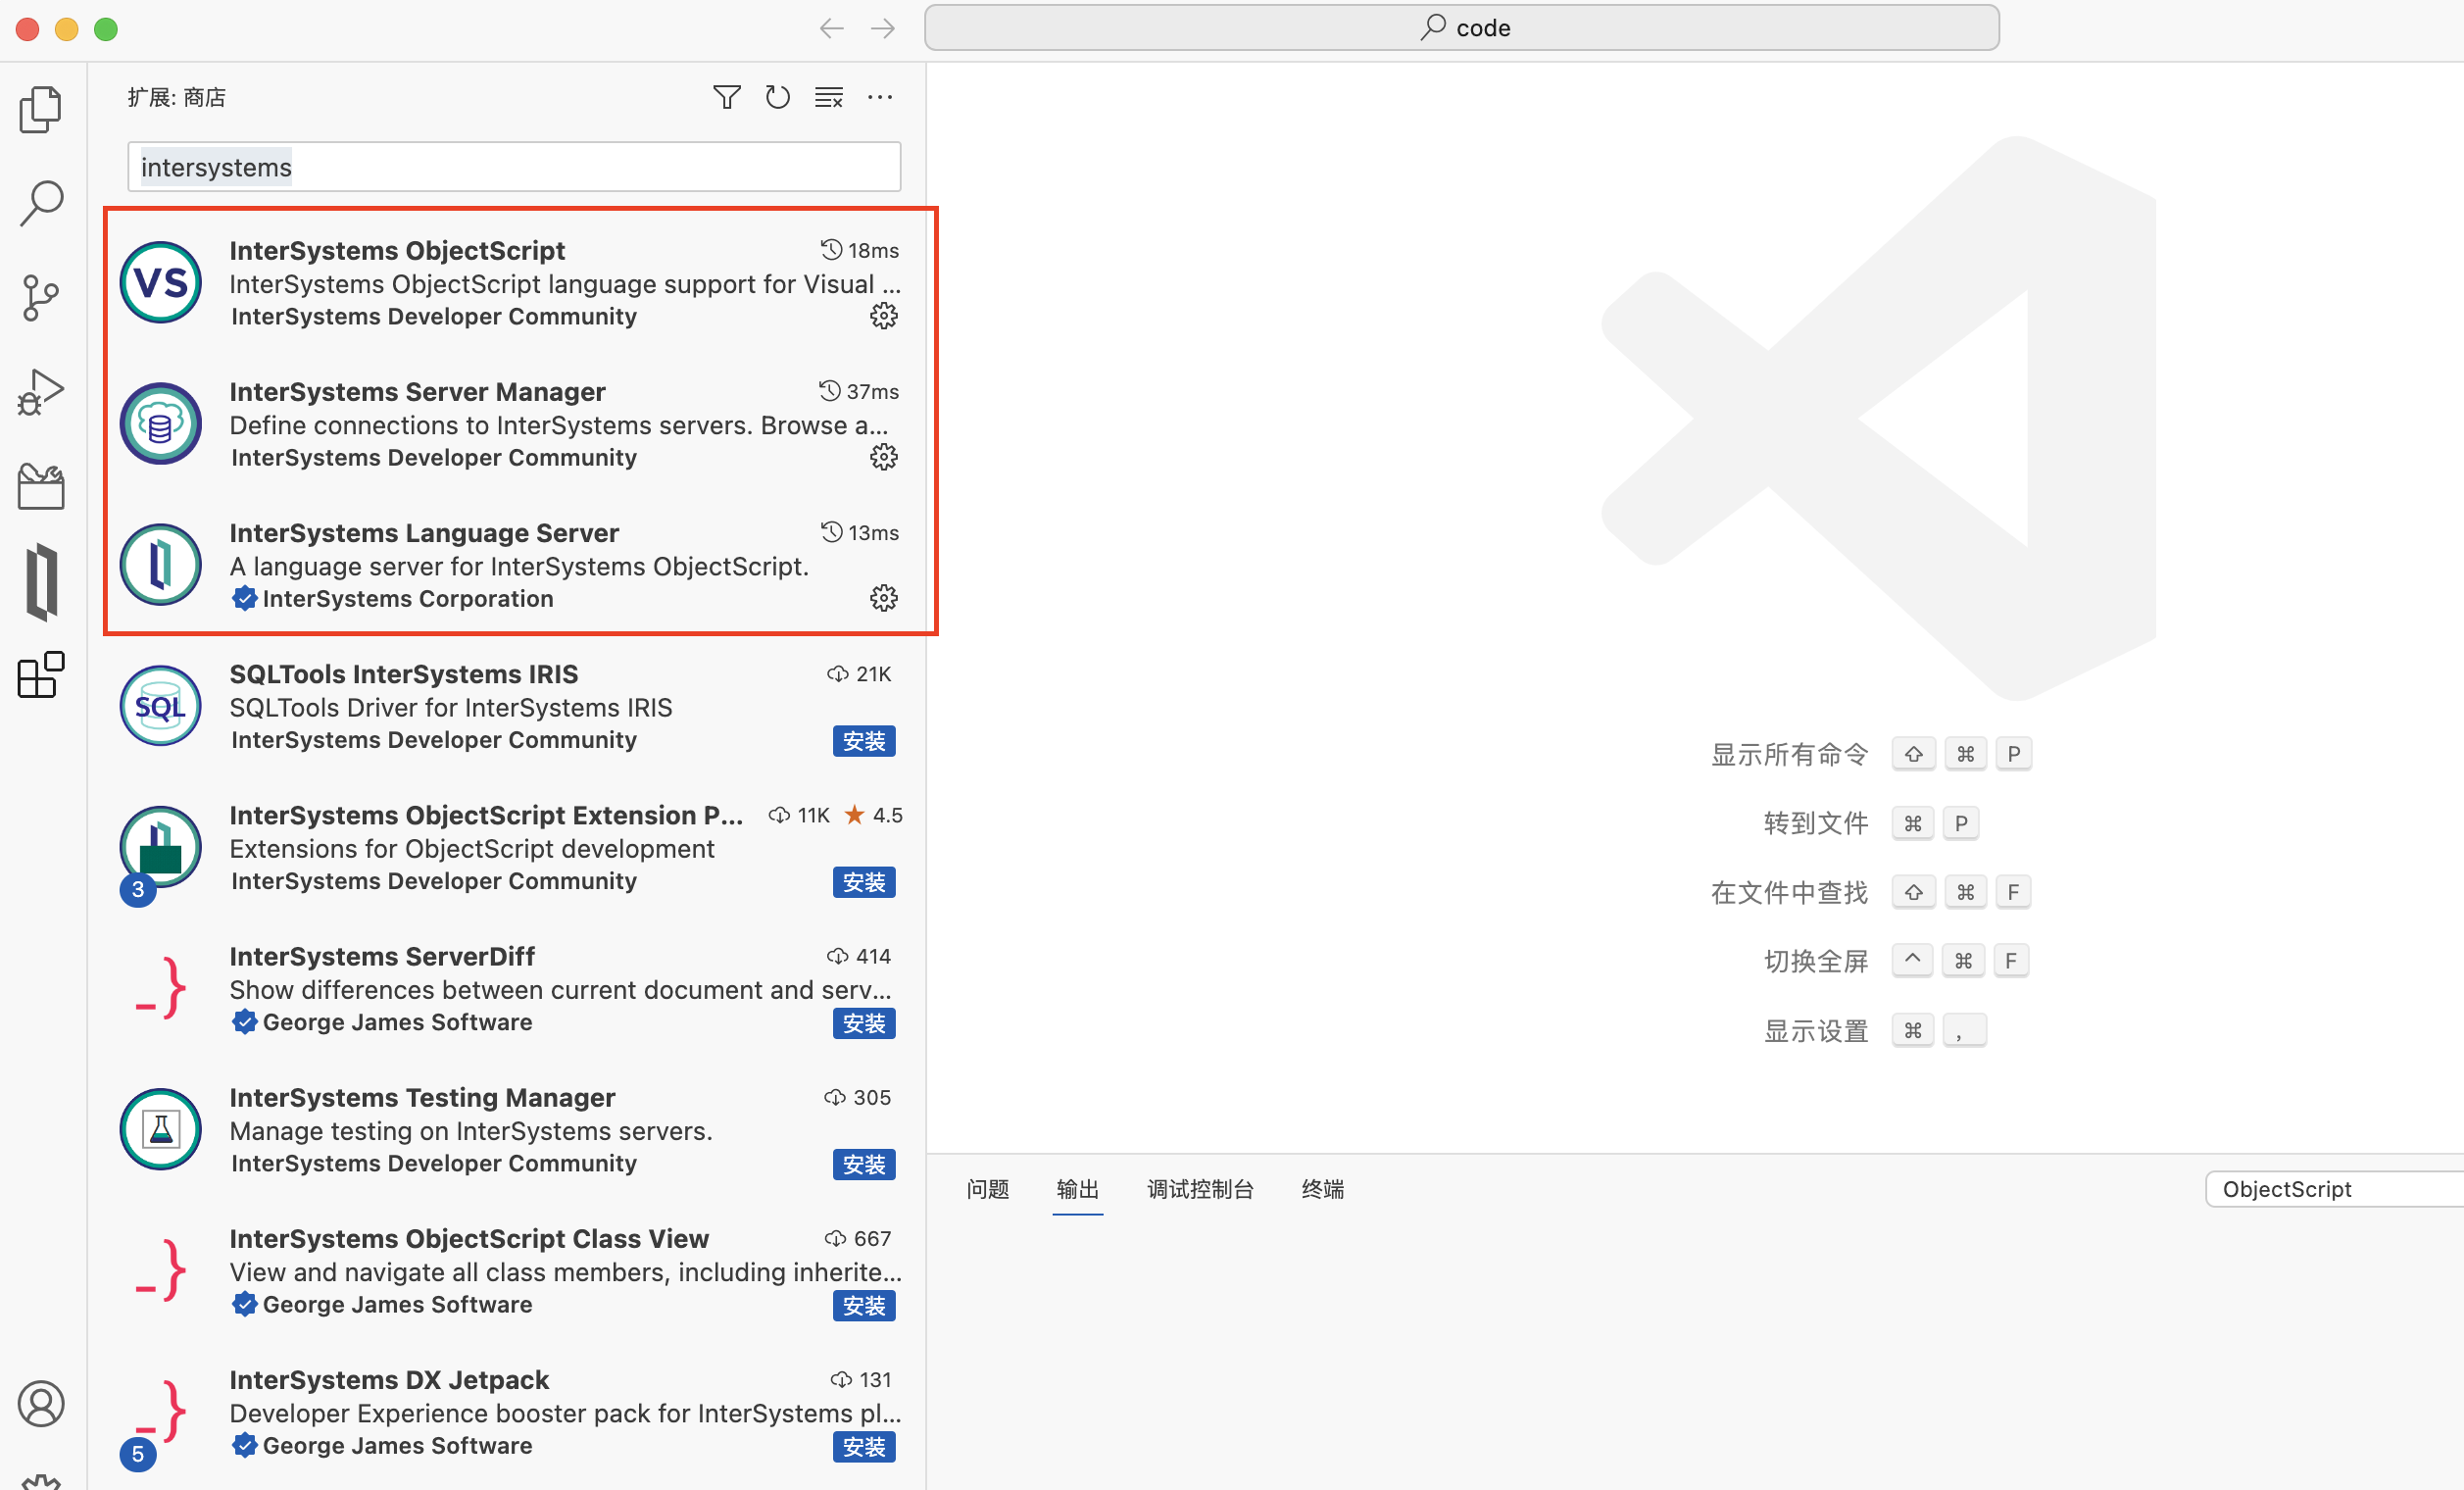 code
扩展: 商店
intersystems
VS
InterSystems ObjectScript 18ms
InterSystems ObjectScript language support for Visual ...
InterSystems Developer Community
InterSystems Server Manager 37ms
Define connections to InterSystems servers. Browse a...
InterSystems Developer Community
InterSystems Language Server 13ms
A language server for InterSystems ObjectScript.
InterSystems Corporation
SQL
SQLTools InterSystems IRIS 21K
SQLTools Driver for InterSystems IRIS
InterSystems Developer Community 安装
InterSystems ObjectScript Extension P... 11K ★ 4.5
Extensions for ObjectScript development
InterSystems Developer Community 安装
3
InterSystems ServerDiff 414
Show differences between current document and serv...
George James Software 安装
InterSystems Testing Manager 305
Manage testing on InterSystems servers.
InterSystems Developer Community 安装
InterSystems ObjectScript Class View 667
View and navigate all class members, including inherite...
George James Software 安装
InterSystems DX Jetpack 131
Developer Experience booster pack for InterSystems pl...
George James Software 安装
5
显示所有命令 ⇧ ⌘ P
转到文件 ⌘ P
在文件中查找 ⇧ ⌘ F
切换全屏 ^ ⌘ F
显示设置 ⌘ ,
问题 输出 调试控制台 终端
ObjectScript